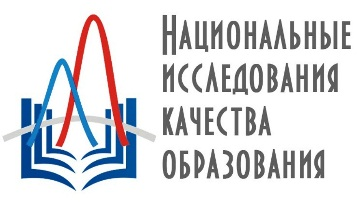 Национальные
исследования
качества
образования